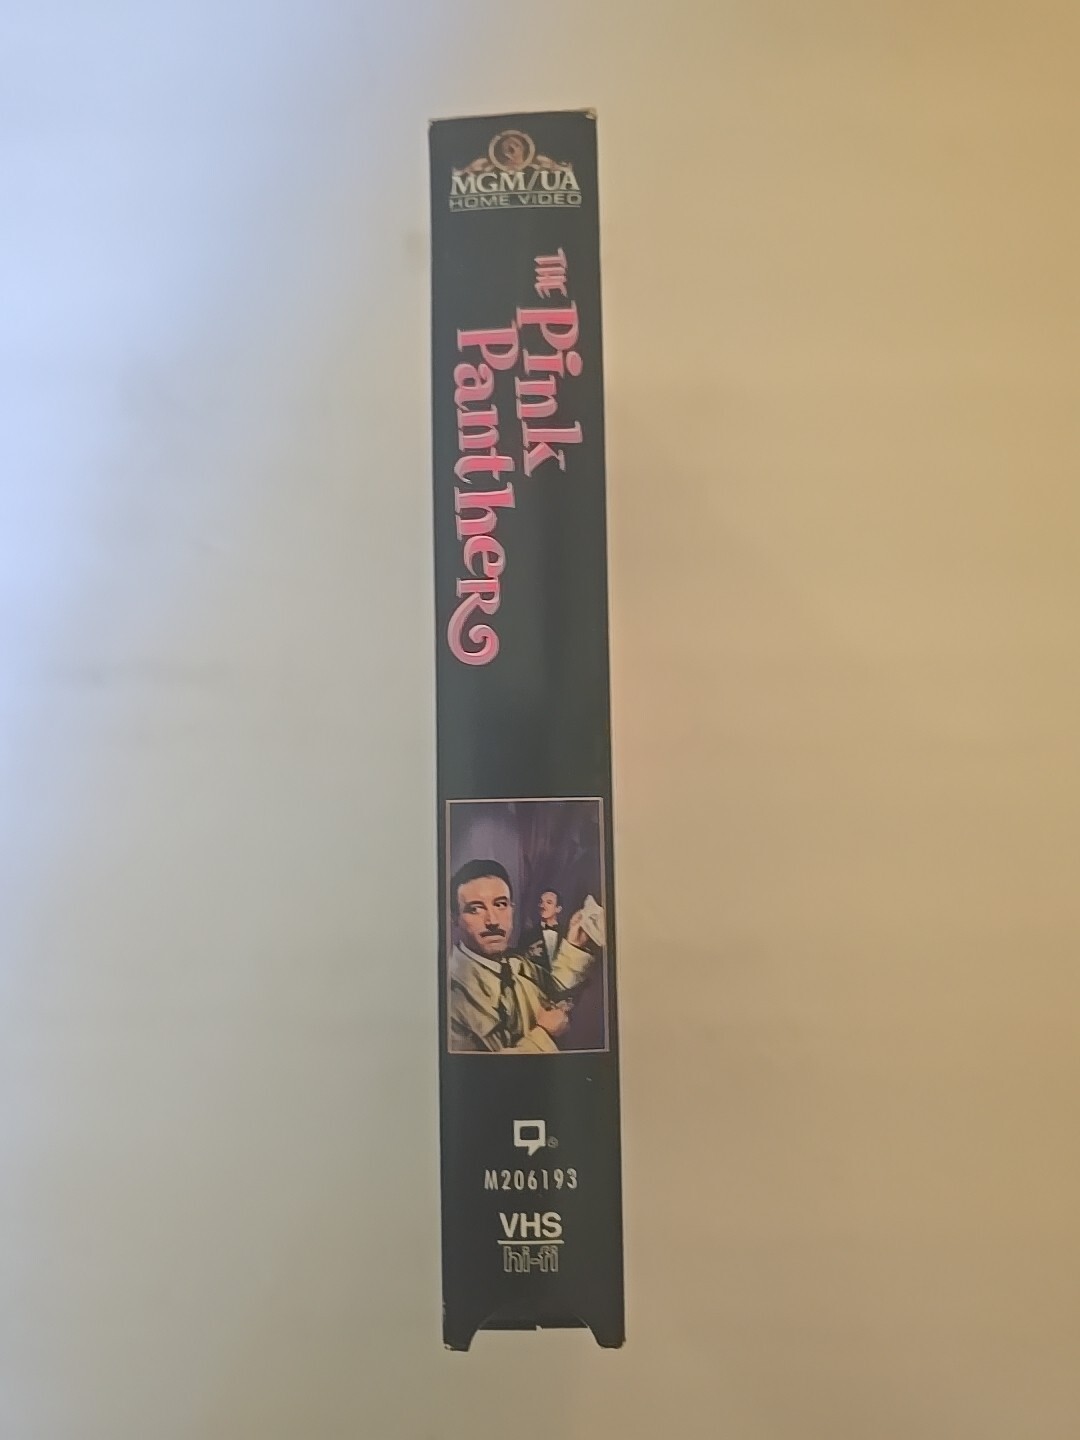 MGM/UA
HOME VIDEO
THE Pink
Panther
M206193
VHS
hi-fi